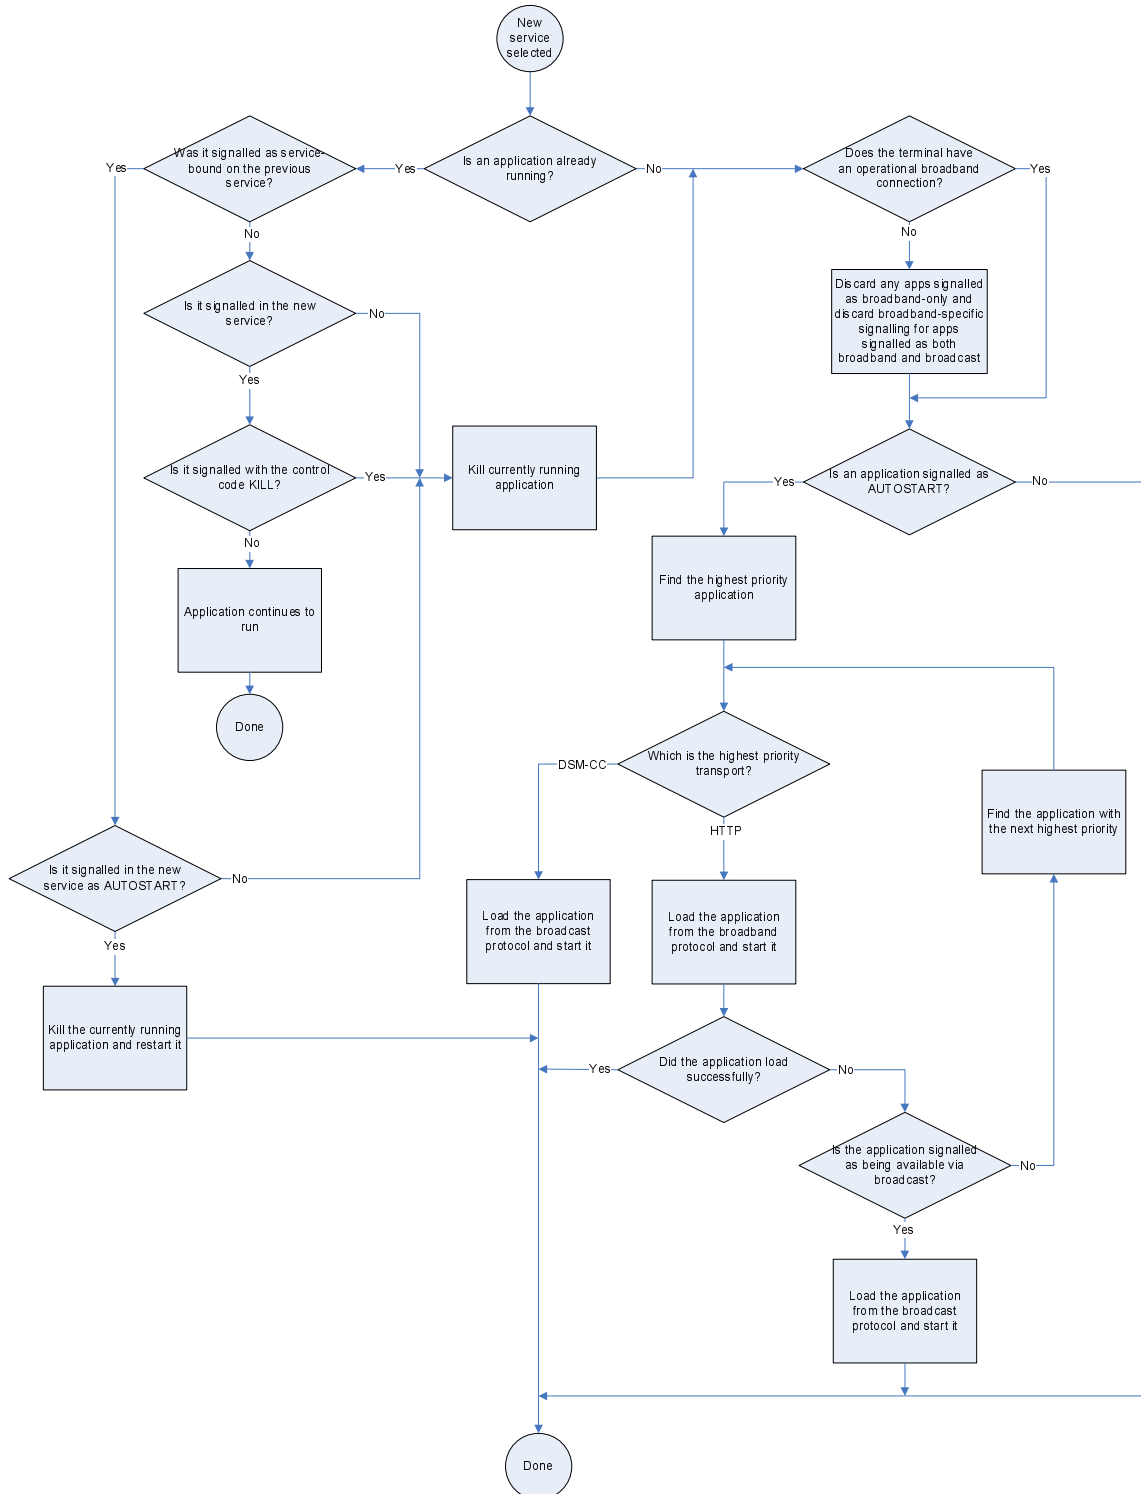 New
service
selected
Is an application already
running?
Yes
No
Was it signalled as service-
bound on the previous
service?
Yes
No
Does the terminal have
an operational broadband
connection?
Yes
No
Is it signalled in the new
service?
No
Yes
Discard any apps signalled
as broadband-only and
discard broadband-specific
signalling for apps
signalled as both
broadband and broadcast
Is it signalled with the control
code KILL?
Yes
No
Kill currently running
application
Is an application signalled as
AUTOSTART?
Yes
No
Application continues to
run
Done
Find the highest priority
application
Which is the highest priority
transport?
DSM-CC
HTTP
Find the application with
the next highest priority
Is it signalled in the new
service as AUTOSTART?
No
Yes
Load the application
from the broadcast
protocol and start it
Load the application
from the broadband
protocol and start it
Kill the currently running
application and restart it
Did the application load
successfully?
Yes
No
Is the application signalled
as being available via
broadcast?
No
Yes
Load the application
from the broadcast
protocol and start it
Done